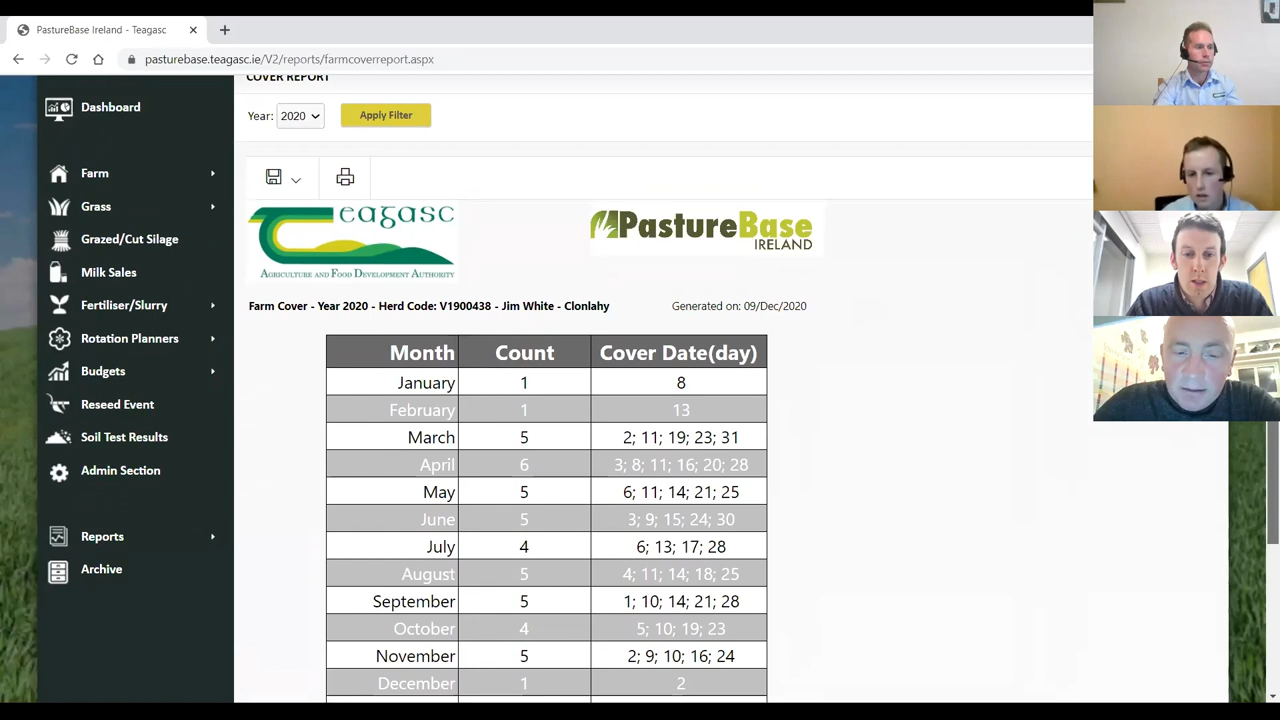 PastureBase Ireland - Teagasc
pasturebase.teagasc.ie/V2/reports/farmcoverreport.aspx
COVER REPORT
Dashboard
Farm
Grass
Grazed/Cut Silage
Milk Sales
Fertiliser/Slurry
Rotation Planners
Budgets
Reseed Event
Soil Test Results
Admin Section
Reports
Archive
Year: 2020 Apply Filter
eagasc
AGRICULTURE AND FOOD DEVELOPMENT AUTHORITY
PastureBase
IRELAND
Farm Cover - Year 2020 - Herd Code: V1900438 - Jim White - Clonlahy Generated on: 09/Dec/2020
Month Count Cover Date(day)
January 1 8
February 1 13
March 5 2; 11; 19; 23; 31
April 6 3; 8; 11; 16; 20; 28
May 5 6; 11; 14; 21; 25
June 5 3; 9; 15; 24; 30
July 4 6; 13; 17; 28
August 5 4; 11; 14; 18; 25
September 5 1; 10; 14; 21; 28
October 4 5; 10; 19; 23
November 5 2; 9; 10; 16; 24
December 1 2